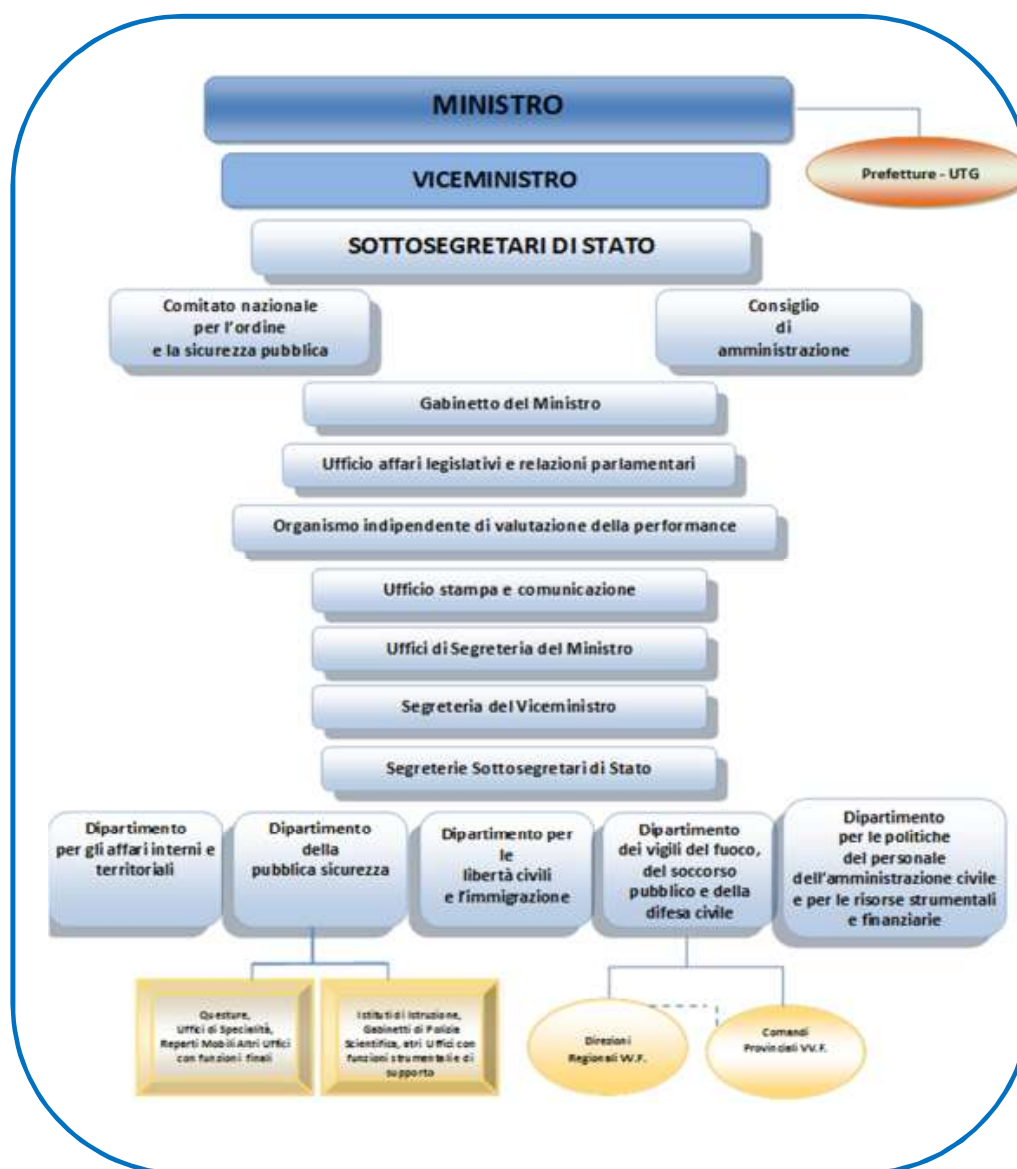 MINISTRO
Prefetture - UTG
VICEMINISTRO
SOTTOSEGRETARI DI STATO
Comitato nazionale
per l'ordine
e la sicurezza pubblica
Consiglio
di
amministrazione
Gabinetto del Ministro
Ufficio affari legislativi e relazioni parlamentari
Organismo indipendente di valutazione della performance
Ufficio stampa e comunicazione
Uffici di Segreteria del Ministro
Segreteria del Viceministro
Segreterie Sottosegretari di Stato
Dipartimento
per gli affari interni e
territoriali
Dipartimento
della
pubblica sicurezza
Dipartimento per
le
libertà civili
e l'immigrazione
Dipartimento
dei vigili del fuoco,
del soccorso
pubblico e della
difesa civile
Dipartimento
per le politiche
del personale
dell'amministrazione civile
e per le risorse strumentali
e finanziarie
Questure,
Uffici di Specialità,
Reparti Mobili Altri Uffici
con funzioni finali
Istituti di Istruzione,
Gabinetti di Polizia
Scientifica, altri Uffici con
funzioni strumentali e di
supporto
Direzioni
Regionali VV.F.
Comandi
Provinciali VV.F.